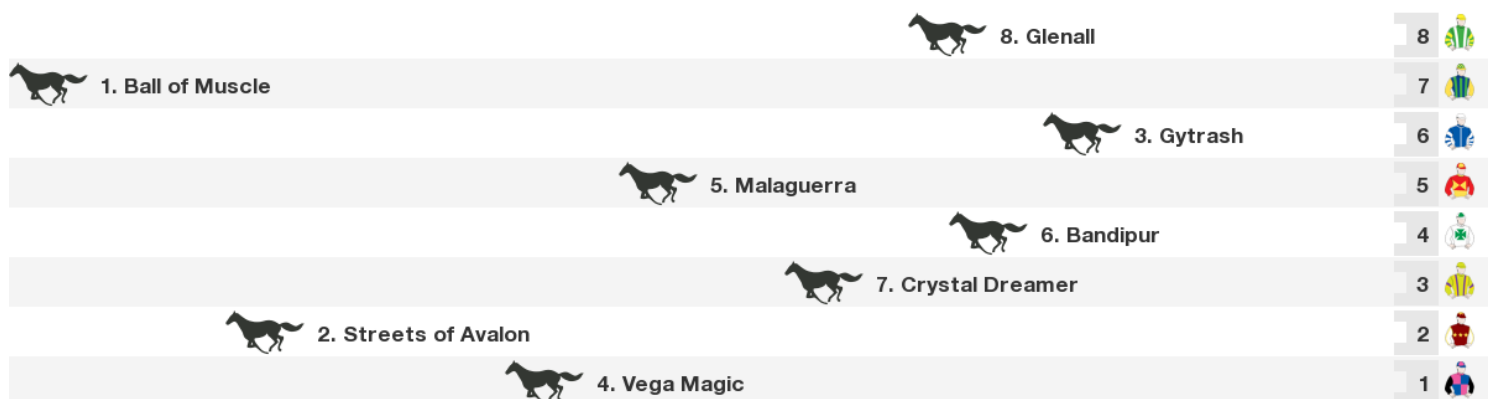 8. Glenall 8
1. Ball of Muscle 7
3. Gytrash 6
5. Malaguerra 5
6. Bandipur 4
7. Crystal Dreamer 3
2. Streets of Avalon 2
4. Vega Magic 1